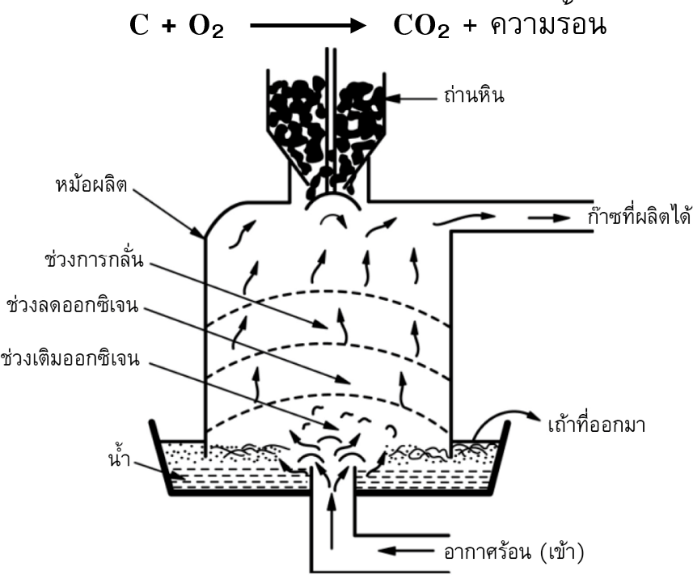 C + O₂ ⟶ CO₂ + ความร้อน
ถ่านหิน
หม้อผลิต
ก๊าซที่ผลิตได้
ช่วงการกลั่น
ช่วงลดออกซิเจน
ช่วงเติมออกซิเจน
เถ้าที่ออกมา
น้ำ
อากาศร้อน (เข้า)